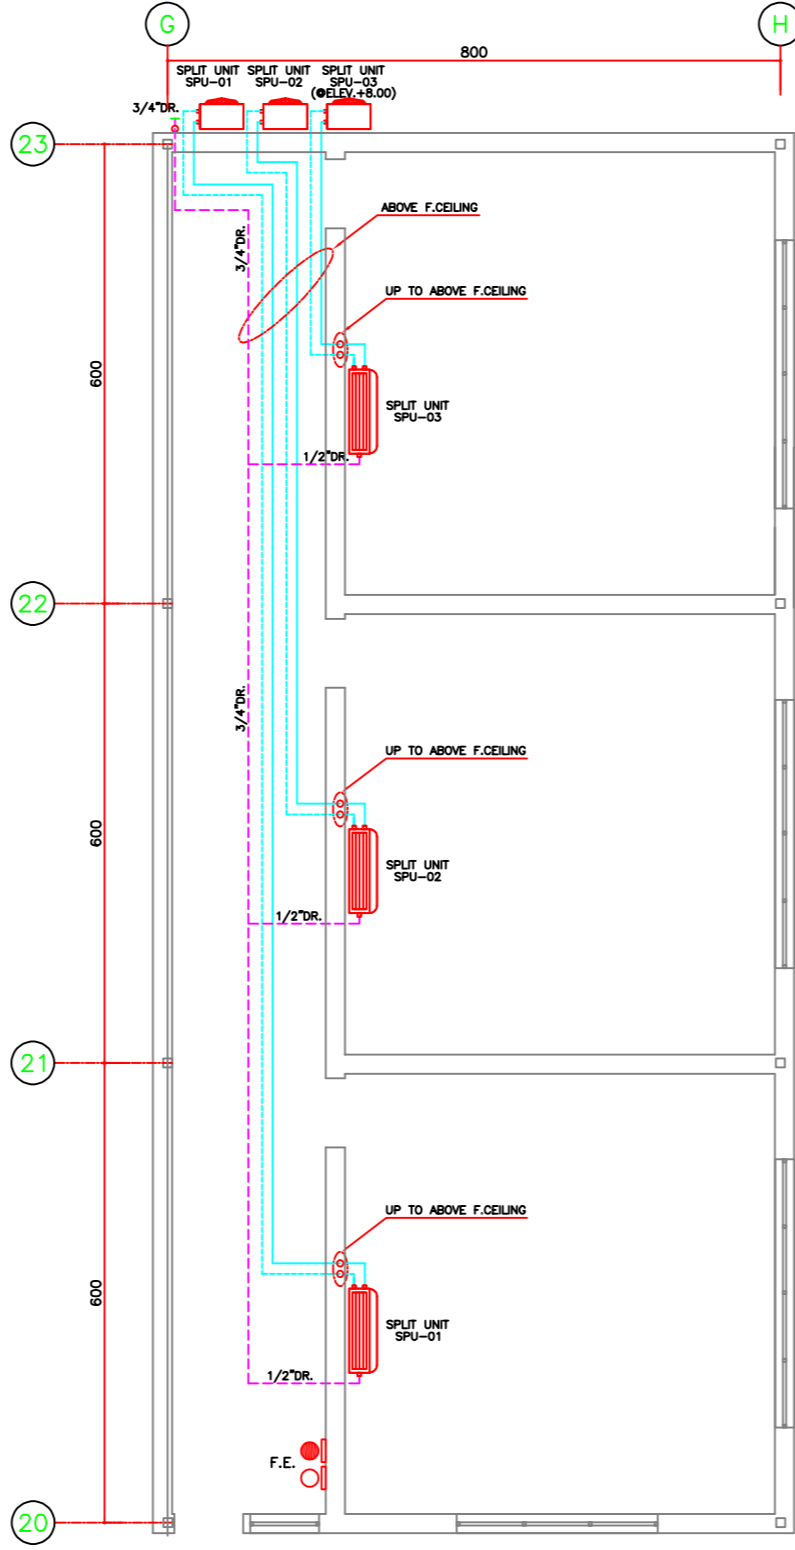 G
H
800
SPLIT UNIT
SPU-01
SPLIT UNIT
SPU-02
SPLIT UNIT
SPU-03
(@ELEV.+8.00)
3/4"DR.
23
ABOVE F.CEILING
3/4"DR.
UP TO ABOVE F.CEILING
600
SPLIT UNIT
SPU-03
1/2"DR.
22
3/4"DR.
UP TO ABOVE F.CEILING
600
SPLIT UNIT
SPU-02
1/2"DR.
21
UP TO ABOVE F.CEILING
600
SPLIT UNIT
SPU-01
1/2"DR.
F.E.
20